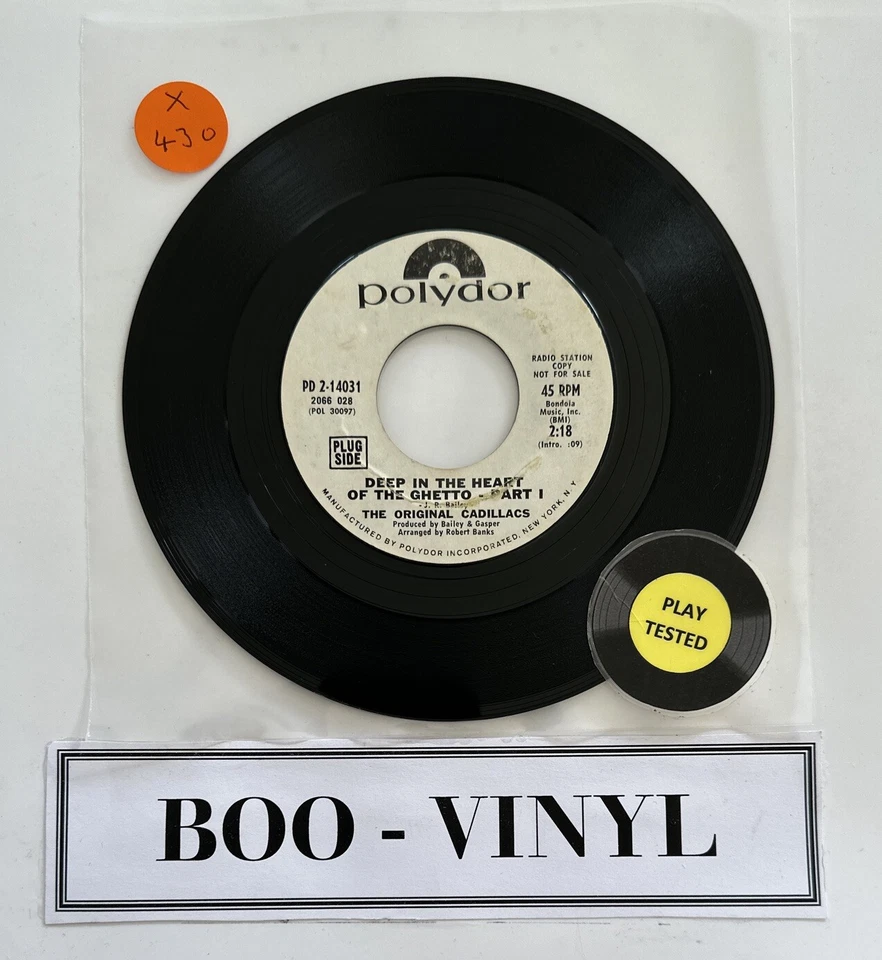 X
430
polydor
RADIO STATION
COPY
NOT FOR SALE
PD 2-14031
2066 028
(POL 30097)
45 RPM
Bondola
Music, Inc.
(BMI)
2:18
(Intro. :09)
PLUG
SIDE
DEEP IN THE HEART
OF THE GHETTO - PART I
- J. R. Bailey
THE ORIGINAL CADILLACS
Produced by Bailey & Gasper
Arranged by Robert Banks
MANUFACTURED BY POLYDOR INCORPORATED, NEW YORK, N.Y
PLAY
TESTED
BOO - VINYL